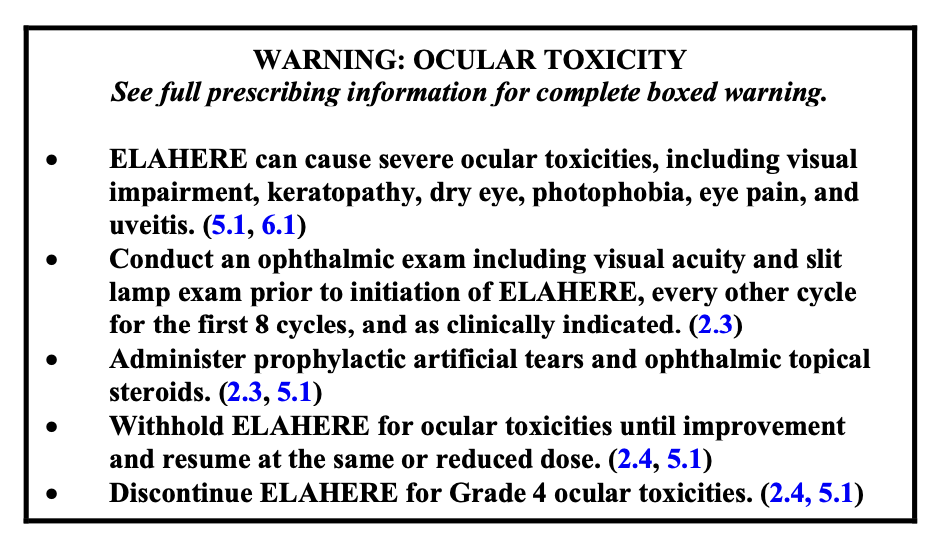 WARNING: OCULAR TOXICITY
See full prescribing information for complete boxed warning.
• ELAHERE can cause severe ocular toxicities, including visual
impairment, keratopathy, dry eye, photophobia, eye pain, and
uveitis. (5.1, 6.1)
• Conduct an ophthalmic exam including visual acuity and slit
lamp exam prior to initiation of ELAHERE, every other cycle
for the first 8 cycles, and as clinically indicated. (2.3)
• Administer prophylactic artificial tears and ophthalmic topical
steroids. (2.3, 5.1)
• Withhold ELAHERE for ocular toxicities until improvement
and resume at the same or reduced dose. (2.4, 5.1)
• Discontinue ELAHERE for Grade 4 ocular toxicities. (2.4, 5.1)